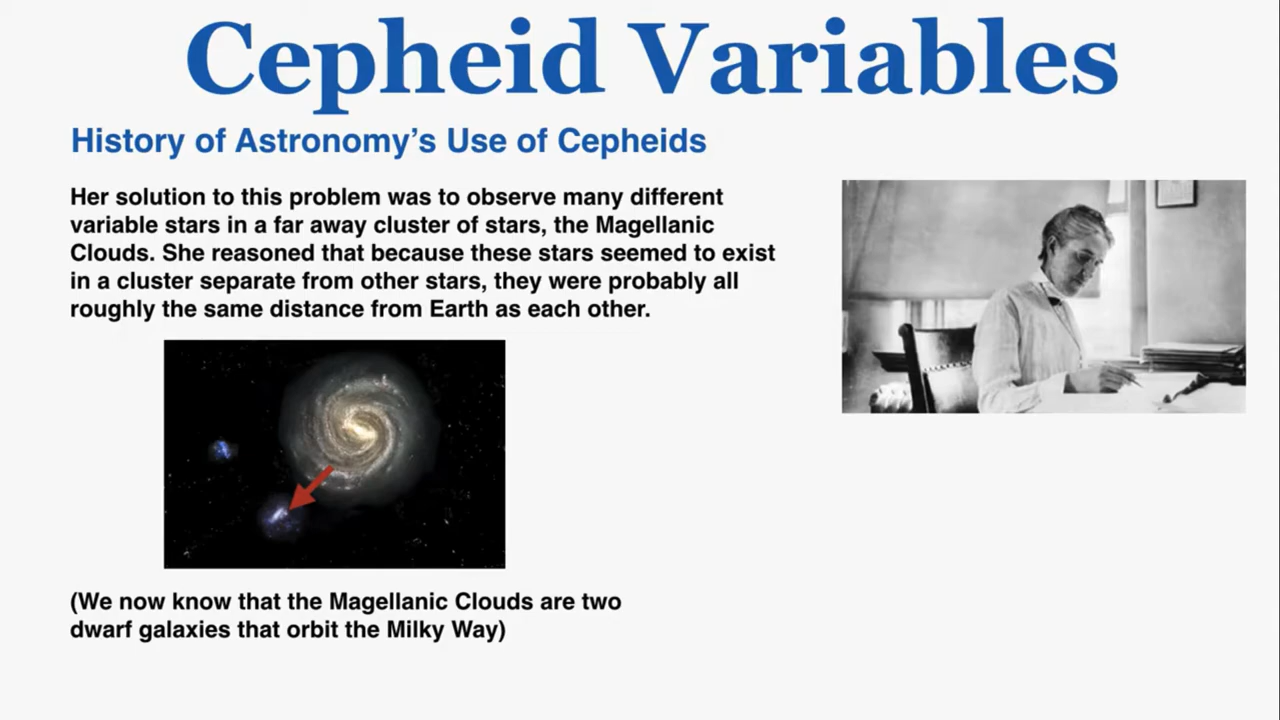 Cepheid Variables
History of Astronomy’s Use of Cepheids
Her solution to this problem was to observe many different
variable stars in a far away cluster of stars, the Magellanic
Clouds. She reasoned that because these stars seemed to exist
in a cluster separate from other stars, they were probably all
roughly the same distance from Earth as each other.
(We now know that the Magellanic Clouds are two
dwarf galaxies that orbit the Milky Way)